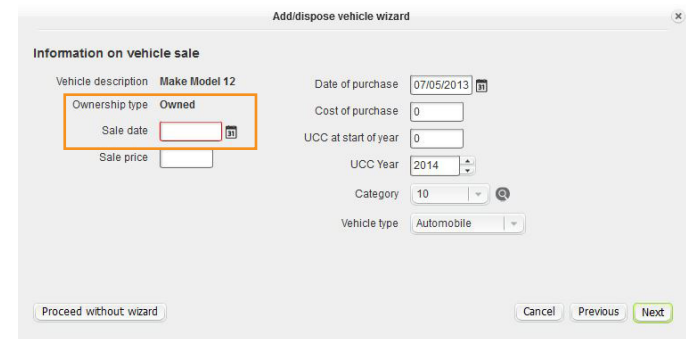 Add/dispose vehicle wizard
Information on vehicle sale
Vehicle description Make Model 12
Ownership type Owned
Sale date 31
Sale price
Date of purchase 07/05/2013 31
Cost of purchase 0
UCC at start of year 0
UCC Year 2014
Category 10
Vehicle type Automobile
Proceed without wizard Cancel Previous Next